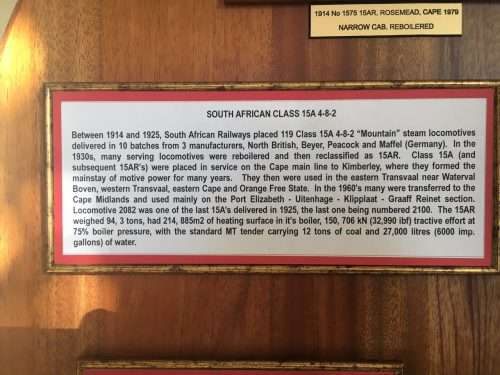 1914 No 1575 15AR, ROSEMEAD, CAPE 1979
NARROW CAB, REBOILERED
SOUTH AFRICAN CLASS 15A 4-8-2
Between 1914 and 1925, South African Railways placed 119 Class 15A 4-8-2 “Mountain” steam locomotives
delivered in 10 batches from 3 manufacturers, North British, Beyer, Peacock and Maffel (Germany). In the
1930s, many serving locomotives were reboilered and then reclassified as 15AR. Class 15A (and
subsequent 15AR’s) were placed in service on the Cape main line to Kimberley, where they formed the
mainstay of motive power for many years. They then were used in the eastern Transvaal near Waterval
Boven, western Transvaal, eastern Cape and Orange Free State. In the 1960’s many were transferred to the
Cape Midlands and used mainly on the Port Elizabeth - Uitenhage - Klipplaat - Graaff Reinet section.
Locomotive 2082 was one of the last 15A’s delivered in 1925, the last one being numbered 2100. The 15AR
weighed 94, 3 tons, had 214, 885m2 of heating surface in it’s boiler, 150, 706 kN (32,990 ibf) tractive effort at
75% boiler pressure, with the standard MT tender carrying 12 tons of coal and 27,000 litres (6000 imp.
gallons) of water.